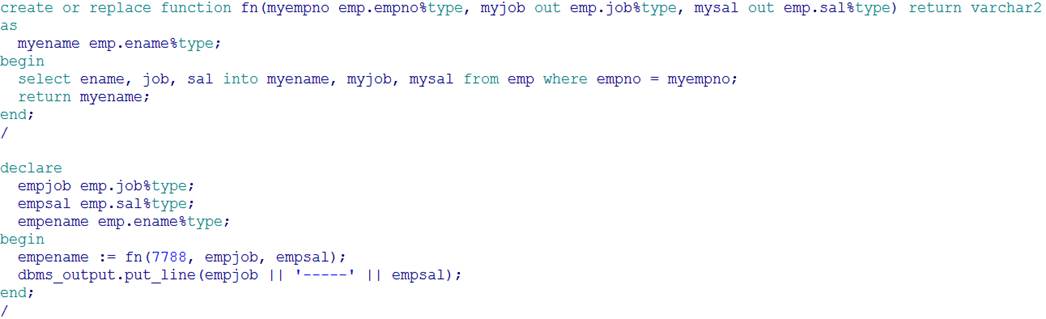 create or replace function fn(myempno emp.empno%type, myjob out emp.job%type, mysal out emp.sal%type) return varchar2
as
  myename emp.ename%type;
begin
  select ename, job, sal into myename, myjob, mysal from emp where empno = myempno;
  return myename;
end;
/

declare
  empjob emp.job%type;
  empsal emp.sal%type;
  empename emp.ename%type;
begin
  empename := fn(7788, empjob, empsal);
  dbms_output.put_line(empjob || '-----' || empsal);
end;
/